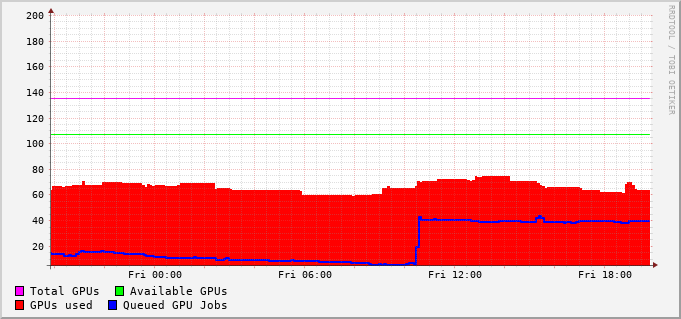 200
180
160
140
120
100
80
60
40
20
Fri 00:00 Fri 06:00 Fri 12:00 Fri 18:00
Total GPUs Available GPUs
GPUs used Queued GPU Jobs
RRDTOOL / TOBI OETIKER